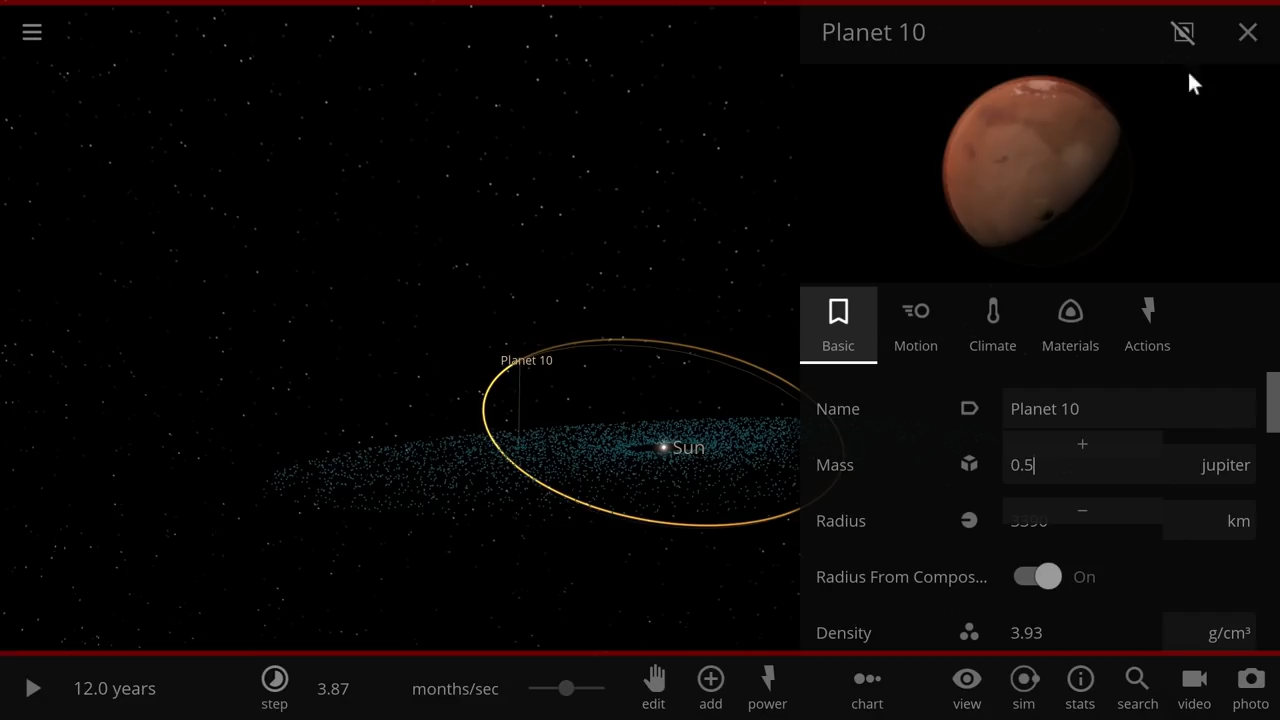 Planet 10
Planet 10
Sun
Basic
Motion
Climate
Materials
Actions
Name
Planet 10
+
Mass
0.5
jupiter
Radius
3390
−
km
Radius From Compos...
On
Density
3.93
g/cm³
12.0 years
step
3.87
months/sec
edit
add
power
chart
view
sim
stats
search
video
photo